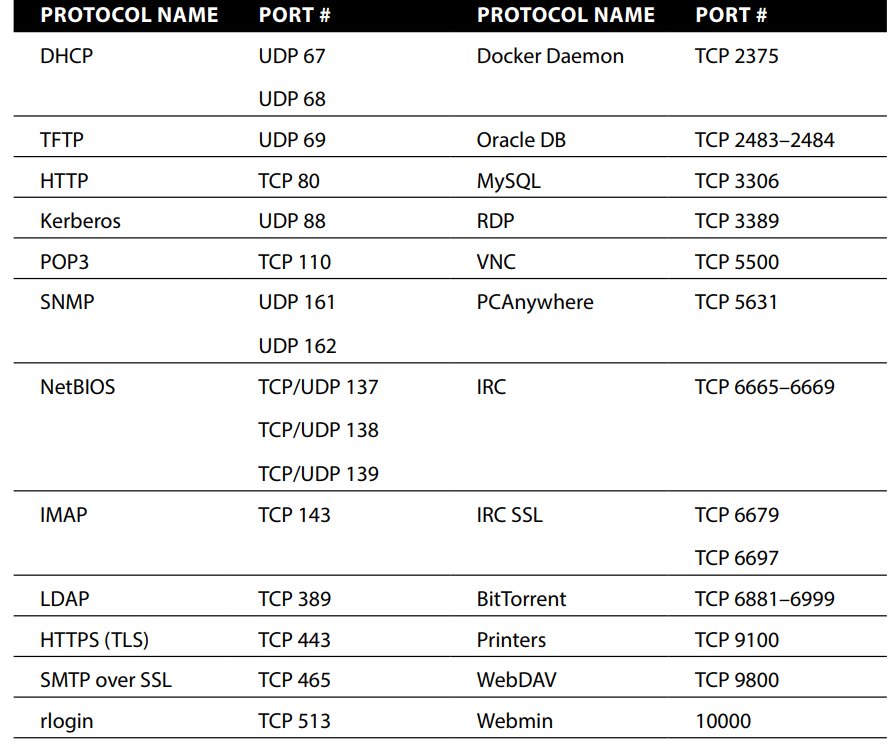 PROTOCOL NAME PORT # PROTOCOL NAME PORT #
DHCP UDP 67 Docker Daemon TCP 2375
UDP 68
TFTP UDP 69 Oracle DB TCP 2483–2484
HTTP TCP 80 MySQL TCP 3306
Kerberos UDP 88 RDP TCP 3389
POP3 TCP 110 VNC TCP 5500
SNMP UDP 161 PCAnywhere TCP 5631
UDP 162
NetBIOS TCP/UDP 137 IRC TCP 6665–6669
TCP/UDP 138
TCP/UDP 139
IMAP TCP 143 IRC SSL TCP 6679
TCP 6697
LDAP TCP 389 BitTorrent TCP 6881–6999
HTTPS (TLS) TCP 443 Printers TCP 9100
SMTP over SSL TCP 465 WebDAV TCP 9800
rlogin TCP 513 Webmin 10000